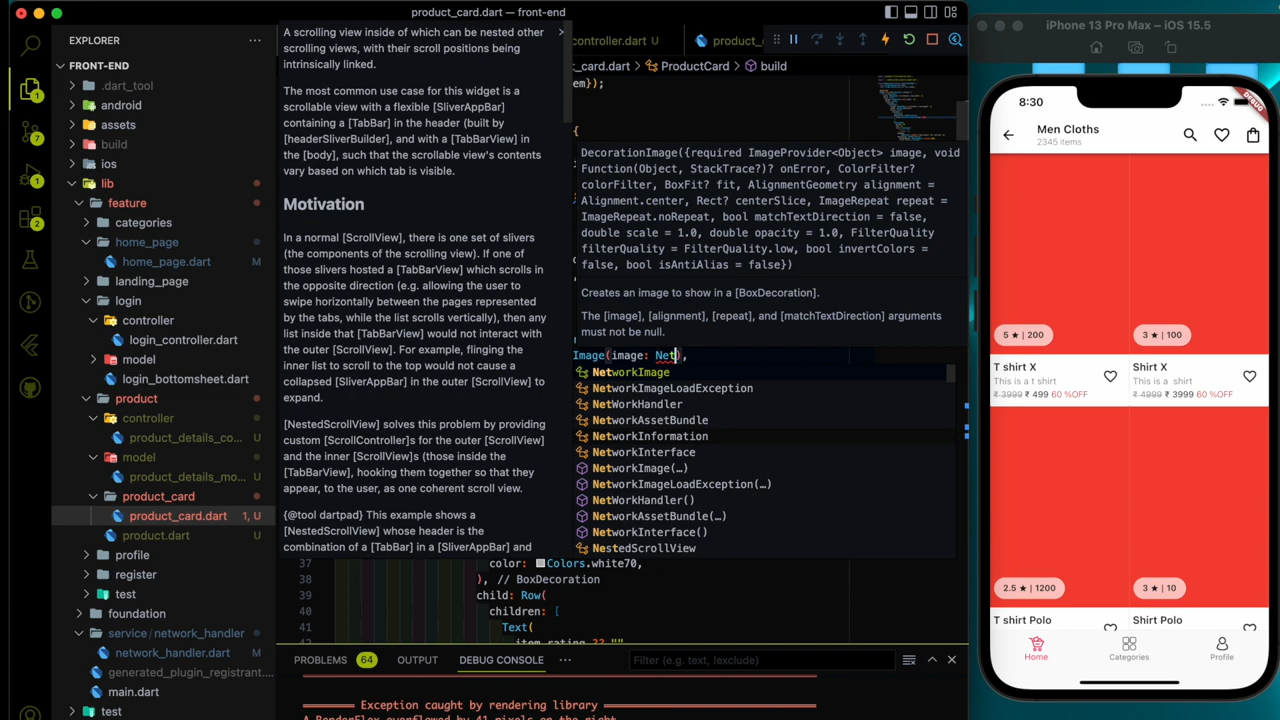 product_card.dart — front-end
EXPLORER
FRONT-END
.dart_tool
android
assets
build
ios
lib
feature
categories
home_page
home_page.dart M
landing_page
login
controller
login_controller.dart U
model
login_bottomsheet.dart U
product
controller
product_details_co... U
model
product_details_mo... U
product_card
product_card.dart 1, U
product.dart U
profile
register
test
foundation
service/network_handler
network_handler.dart U
generated_plugin_registrant....
main.dart
test
1
7
1
2
A scrolling view inside of which can be nested other
scrolling views, with their scroll positions being
intrinsically linked.
The most common use case for this widget is a
scrollable view with a flexible [SliverAppBar]
containing a [TabBar] in the header (built by
[headerSliverBuilder], and with a [TabBarView] in
the [body], such that the scrollable view's contents
vary based on which tab is visible.
Motivation
In a normal [ScrollView], there is one set of slivers
(the components of the scrolling view). If one of
those slivers hosted a [TabBarView] which scrolls in
the opposite direction (e.g. allowing the user to
swipe horizontally between the pages represented
by the tabs, while the list scrolls vertically), then any
list inside that [TabBarView] would not interact with
the outer [ScrollView]. For example, flinging the
inner list to scroll to the top would not cause a
collapsed [SliverAppBar] in the outer [ScrollView] to
expand.
[NestedScrollView] solves this problem by providing
custom [ScrollController]s for the outer [ScrollView]
and the inner [ScrollView]s (those inside the
[TabBarView], hooking them together so that they
appear, to the user, as one coherent scroll view.
{@tool dartpad} This example shows a
[NestedScrollView] whose header is the
combination of a [TabBar] in a [SliverAppBar] and
controller.dart U
product_
card.dart › ProductCard › build
em});
{
DecorationImage({required ImageProvider<Object> image, void
Function(Object, StackTrace?)? onError, ColorFilter?
colorFilter, BoxFit? fit, AlignmentGeometry alignment =
Alignment.center, Rect? centerSlice, ImageRepeat repeat =
ImageRepeat.noRepeat, bool matchTextDirection = false,
double scale = 1.0, double opacity = 1.0, FilterQuality
filterQuality = FilterQuality.low, bool invertColors =
false, bool isAntiAlias = false})
Creates an image to show in a [BoxDecoration].
The [image], [alignment], [repeat], and [matchTextDirection] arguments
must not be null.
Image(image: Net),
NetworkImage
NetworkImageLoadException
NetWorkHandler
NetworkAssetBundle
NetworkInformation
NetworkInterface
NetworkImage(…)
NetworkImageLoadException(…)
NetWorkHandler()
NetworkAssetBundle(…)
NetworkInterface()
NestedScrollView
37 color: Colors.white70,
38 ), // BoxDecoration
39 child: Row(
40 children: [
41 Text(
42 item.rating ?? "",
PROBLEMS 64 OUTPUT DEBUG CONSOLE
Filter (e.g. text, !exclude)
Exception caught by rendering library
A RenderFlex overflowed by 41 pixels on the right.
iPhone 13 Pro Max – iOS 15.5
8:30
DEBUG
Men Cloths
2345 items
5 ★ | 200
3 ★ | 100
T shirt X
This is a t shirt
₹ 3999 ₹ 499 60 %OFF
Shirt X
This is a shirt
₹ 4999 ₹ 3999 60 %OFF
2.5 ★ | 1200
3 ★ | 10
T shirt Polo
Shirt Polo
Home
Categories
Profile